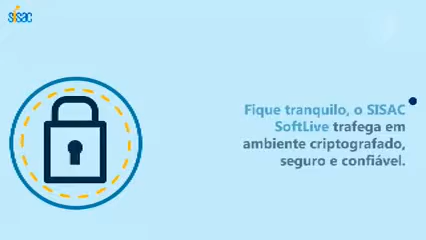 sisac
Fique tranquilo, o SISAC
SoftLive trafega em
ambiente criptografado,
seguro e confiável.